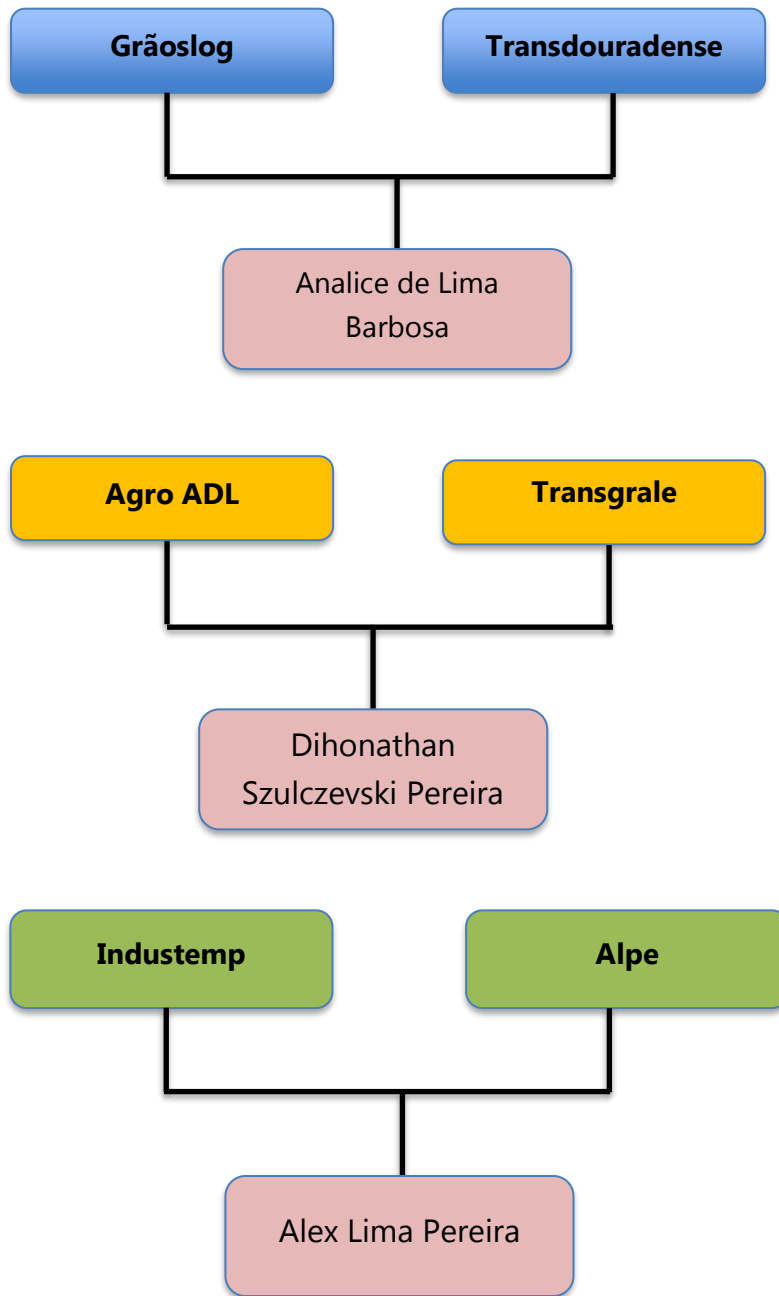 Grãoslog
Transdouradense
Analice de Lima
Barbosa
Agro ADL
Transgrale
Dihonathan
Szulczevski Pereira
Industemp
Alpe
Alex Lima Pereira